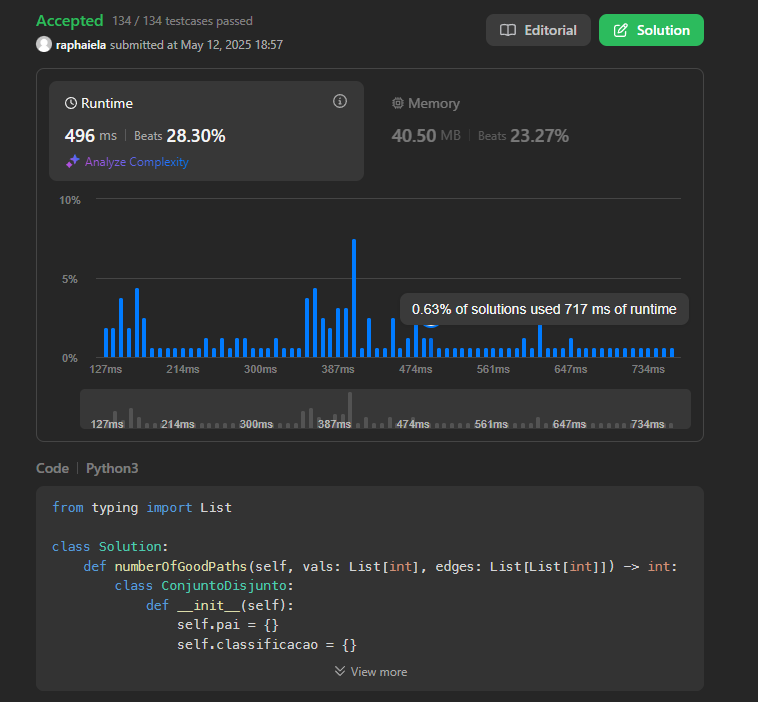 Accepted 134 / 134 testcases passed
raphaiela submitted at May 12, 2025 18:57
Editorial
Solution
Runtime
496 ms Beats 28.30%
Analyze Complexity
Memory
40.50 MB Beats 23.27%
10%
5%
0%
0.63% of solutions used 717 ms of runtime
127ms 214ms 300ms 387ms 474ms 561ms 647ms 734ms
127ms 214ms 300ms 387ms 474ms 561ms 647ms 734ms
Code Python3
from typing import List
class Solution:
    def numberOfGoodPaths(self, vals: List[int], edges: List[List[int]]) -> int:
        class ConjuntoDisjunto:
            def __init__(self):
                self.pai = {}
                self.classificacao = {}
View more